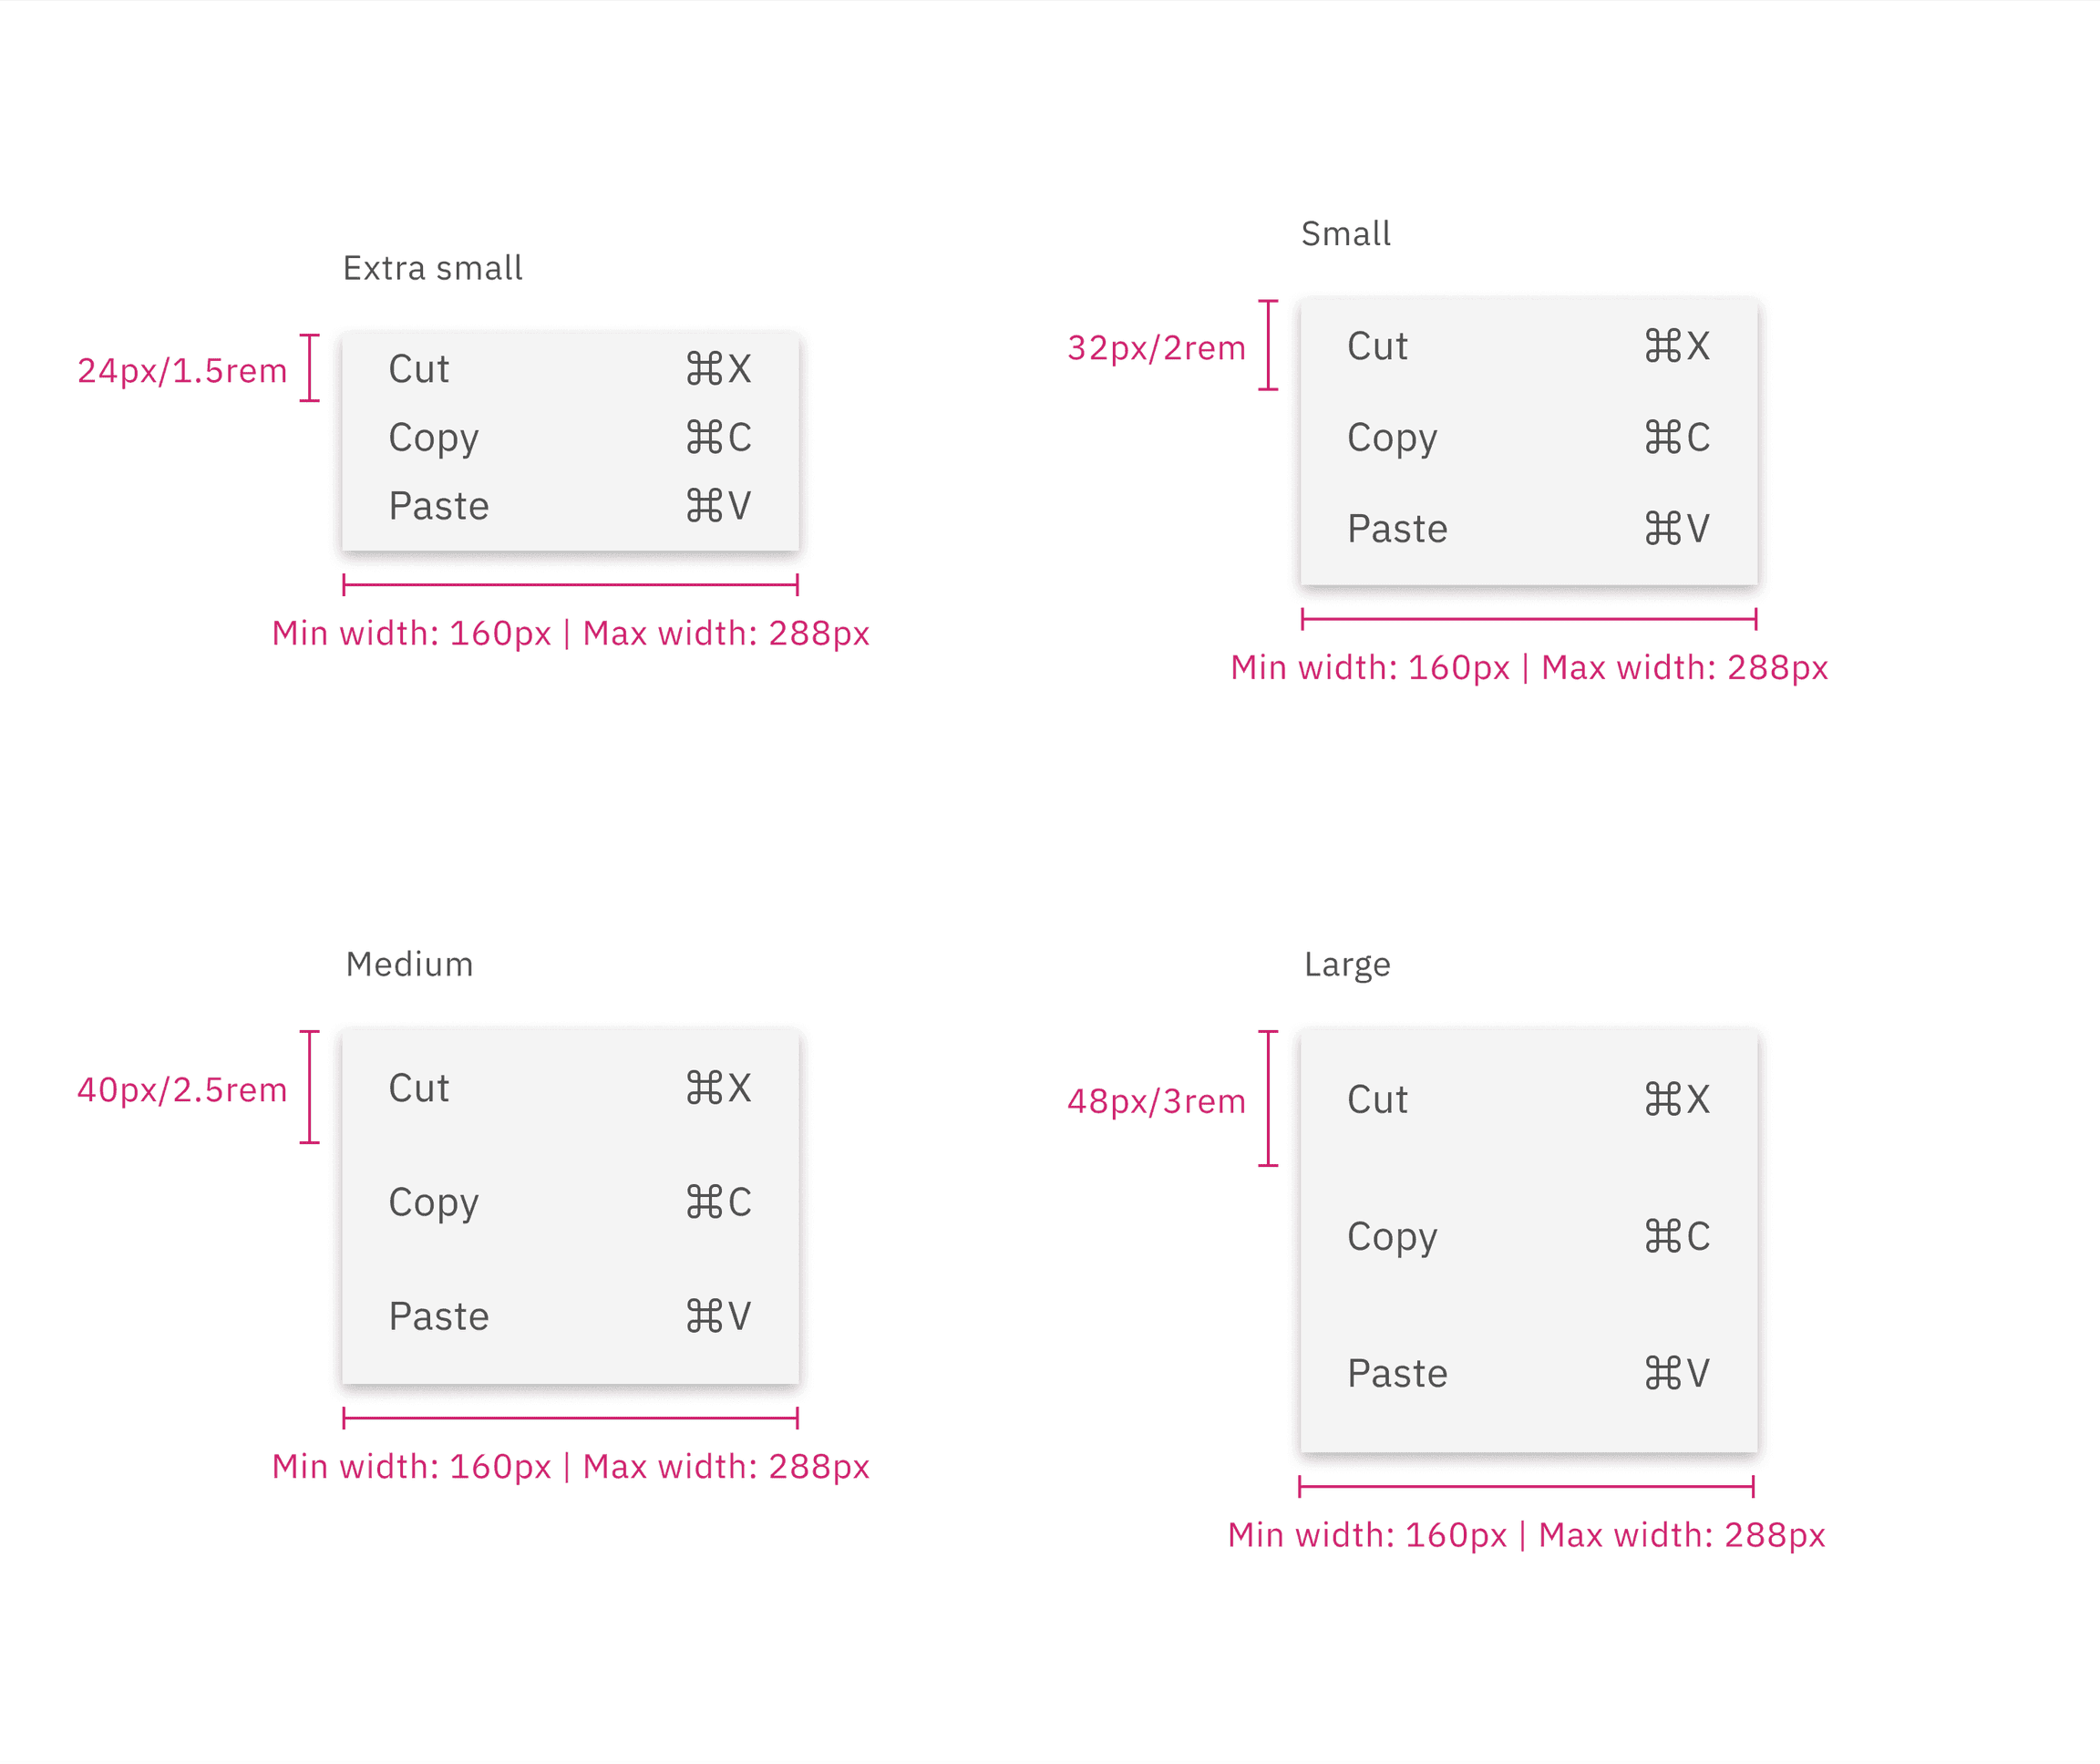 Extra small
24px/1.5rem
Cut ⌘X
Copy ⌘C
Paste ⌘V
Min width: 160px | Max width: 288px
Small
32px/2rem
Cut ⌘X
Copy ⌘C
Paste ⌘V
Min width: 160px | Max width: 288px
Medium
40px/2.5rem
Cut ⌘X
Copy ⌘C
Paste ⌘V
Min width: 160px | Max width: 288px
Large
48px/3rem
Cut ⌘X
Copy ⌘C
Paste ⌘V
Min width: 160px | Max width: 288px